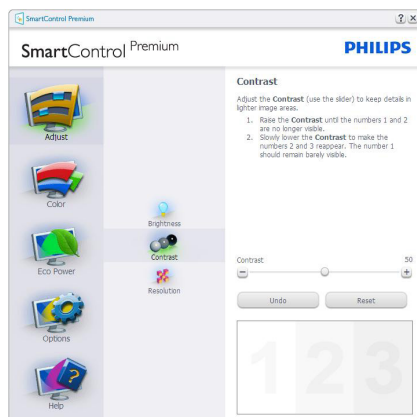 SmartControl Premium
? x
SmartControl Premium
PHILIPS
Adjust
Color
Eco Power
Options
Help
Brightness
Contrast
Resolution
Contrast
Adjust the Contrast (use the slider) to keep details in
lighter image areas.
1. Raise the Contrast until the numbers 1 and 2
are no longer visible.
2. Slowly lower the Contrast to make the
numbers 2 and 3 reappear. The number 1
should remain barely visible.
Contrast 50
− +
Undo Reset
1 2 3